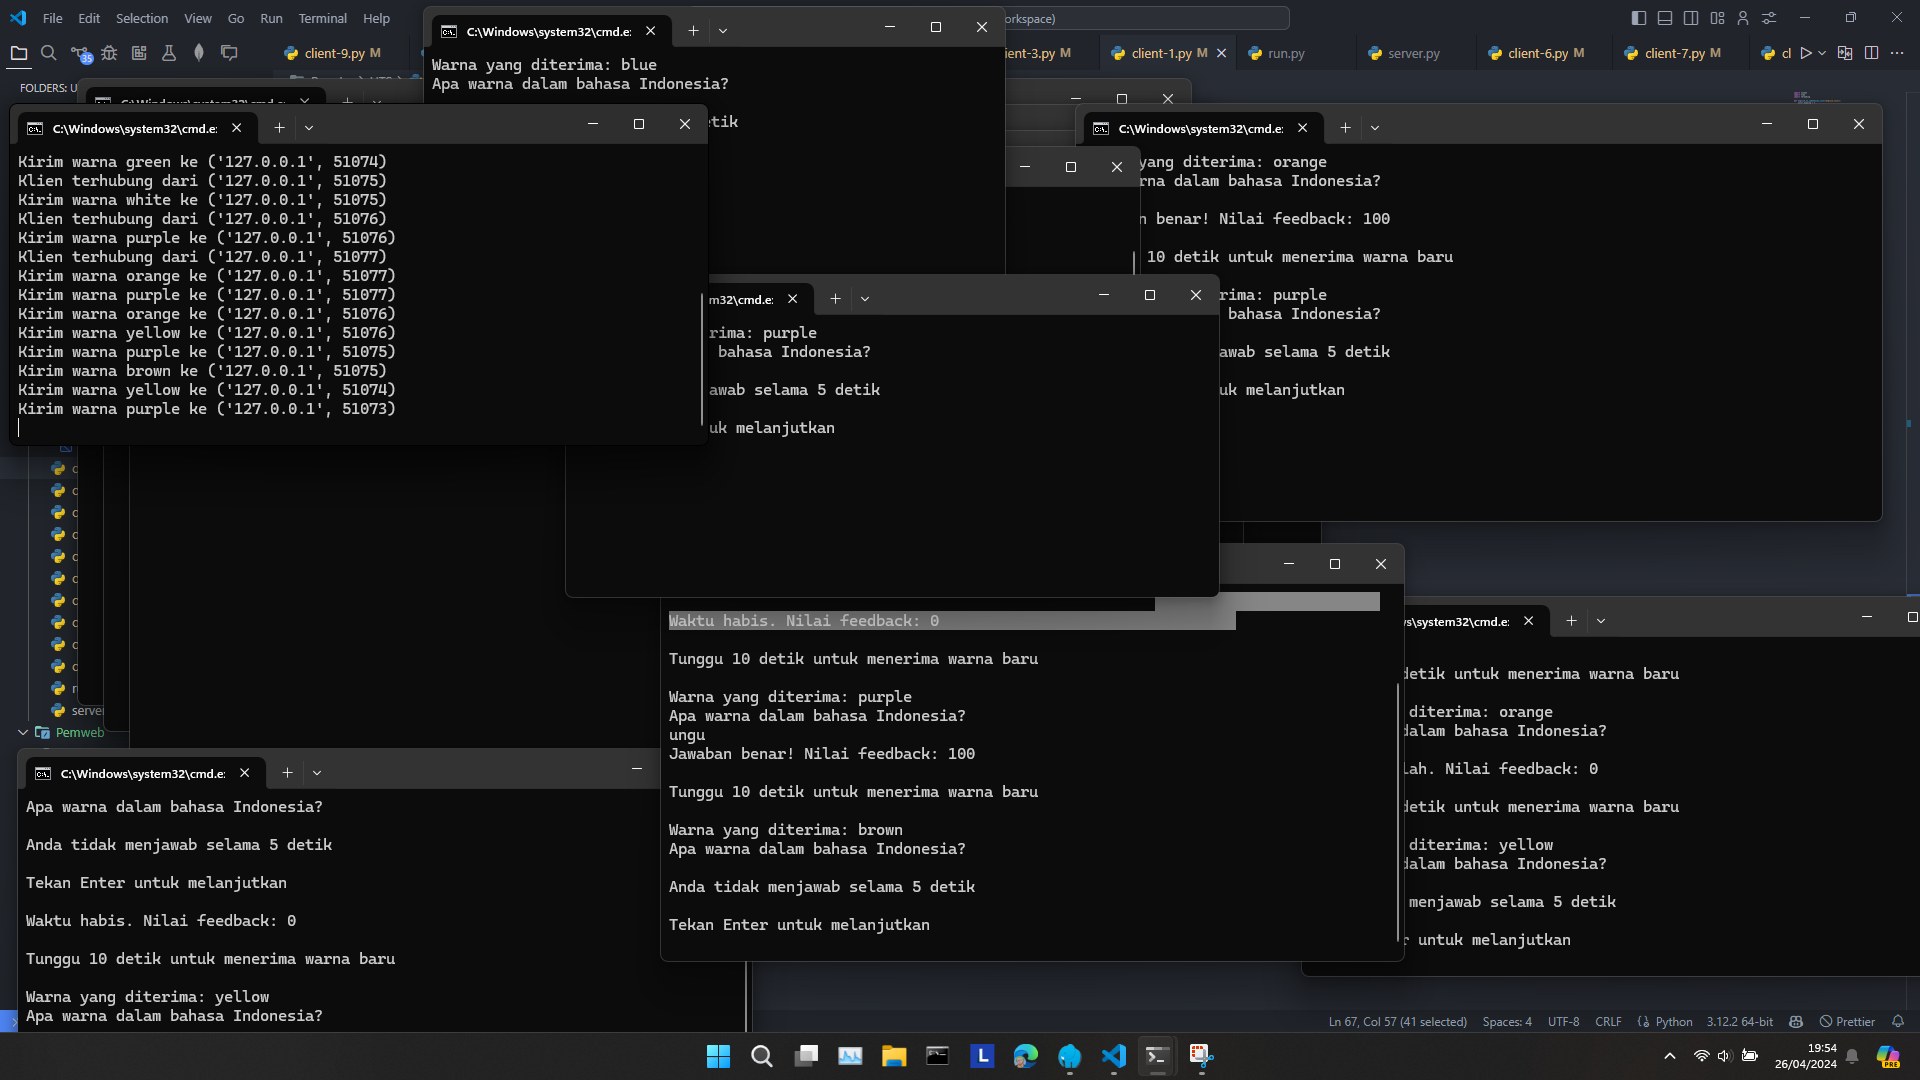 File Edit Selection View Go Run Terminal Help
orkspace)
35
client-9.py M
ient-3.py M
client-1.py M
run.py
server.py
client-6.py M
client-7.py M
cl
FOLDERS: U
C:\Windows\system32\cmd.e:
Warna yang diterima: blue
Apa warna dalam bahasa Indonesia?
etik
C:\Windows\system32\cmd.e:
Kirim warna green ke ('127.0.0.1', 51074)
Klien terhubung dari ('127.0.0.1', 51075)
Kirim warna white ke ('127.0.0.1', 51075)
Klien terhubung dari ('127.0.0.1', 51076)
Kirim warna purple ke ('127.0.0.1', 51076)
Klien terhubung dari ('127.0.0.1', 51077)
Kirim warna orange ke ('127.0.0.1', 51077)
Kirim warna purple ke ('127.0.0.1', 51077)
Kirim warna orange ke ('127.0.0.1', 51076)
Kirim warna yellow ke ('127.0.0.1', 51076)
Kirim warna purple ke ('127.0.0.1', 51075)
Kirim warna brown ke ('127.0.0.1', 51075)
Kirim warna yellow ke ('127.0.0.1', 51074)
Kirim warna purple ke ('127.0.0.1', 51073)
C:\Windows\system32\cmd.e:
yang diterima: orange
rna dalam bahasa Indonesia?
n benar! Nilai feedback: 100
10 detik untuk menerima warna baru
rima: purple
bahasa Indonesia?
awab selama 5 detik
uk melanjutkan
m32\cmd.e:
rima: purple
bahasa Indonesia?
awab selama 5 detik
uk melanjutkan
server
Pemweb
Waktu habis. Nilai feedback: 0
Tunggu 10 detik untuk menerima warna baru
Warna yang diterima: purple
Apa warna dalam bahasa Indonesia?
ungu
Jawaban benar! Nilai feedback: 100
Tunggu 10 detik untuk menerima warna baru
Warna yang diterima: brown
Apa warna dalam bahasa Indonesia?
Anda tidak menjawab selama 5 detik
Tekan Enter untuk melanjutkan
vs\system32\cmd.e:
detik untuk menerima warna baru
diterima: orange
dalam bahasa Indonesia?
lah. Nilai feedback: 0
detik untuk menerima warna baru
diterima: yellow
dalam bahasa Indonesia?
menjawab selama 5 detik
r untuk melanjutkan
C:\Windows\system32\cmd.e:
Apa warna dalam bahasa Indonesia?
Anda tidak menjawab selama 5 detik
Tekan Enter untuk melanjutkan
Waktu habis. Nilai feedback: 0
Tunggu 10 detik untuk menerima warna baru
Warna yang diterima: yellow
Apa warna dalam bahasa Indonesia?
Ln 67, Col 57 (41 selected) Spaces: 4 UTF-8 CRLF Python 3.12.2 64-bit Prettier
L
19:54
26/04/2024
PRE